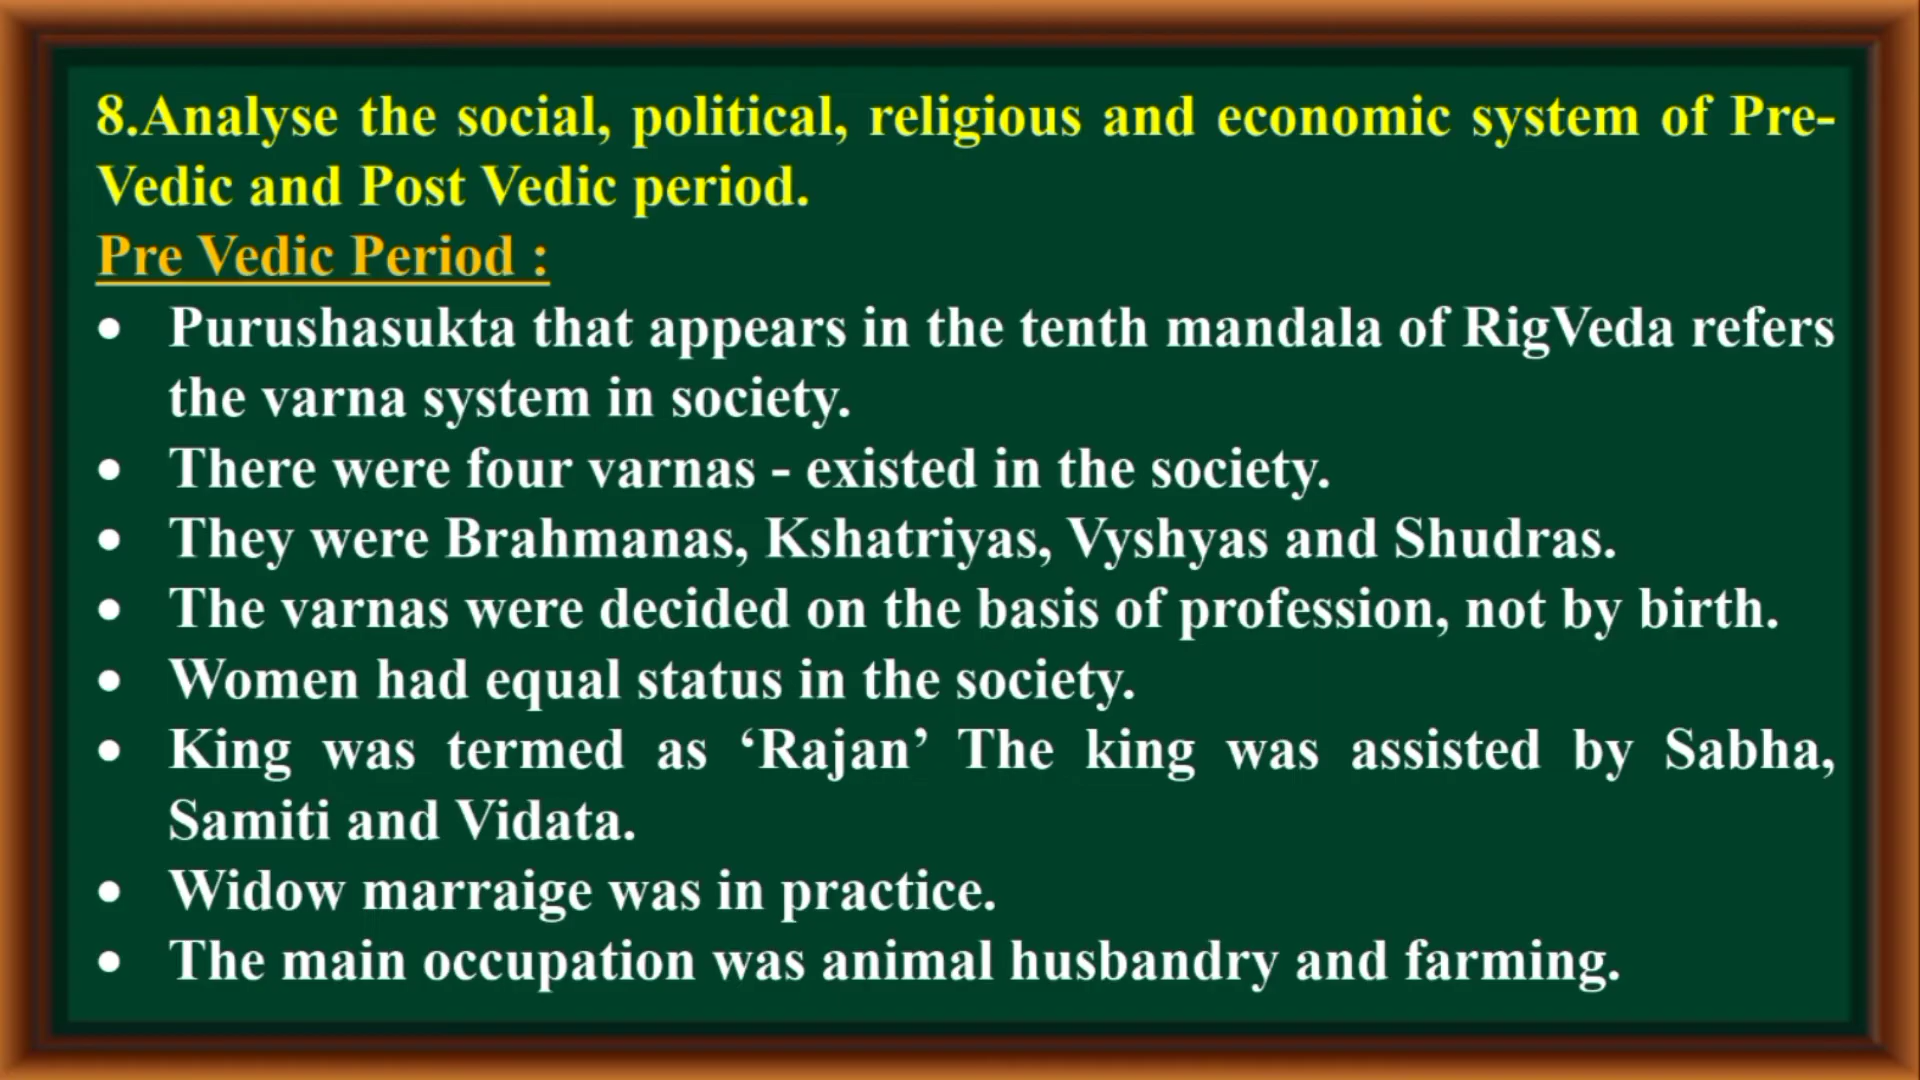 8.Analyse the social, political, religious and economic system of Pre-
Vedic and Post Vedic period.
Pre Vedic Period :
• Purushasukta that appears in the tenth mandala of RigVeda refers
the varna system in society.
• There were four varnas - existed in the society.
• They were Brahmanas, Kshatriyas, Vyshyas and Shudras.
• The varnas were decided on the basis of profession, not by birth.
• Women had equal status in the society.
• King was termed as ‘Rajan’ The king was assisted by Sabha,
Samiti and Vidata.
• Widow marraige was in practice.
• The main occupation was animal husbandry and farming.